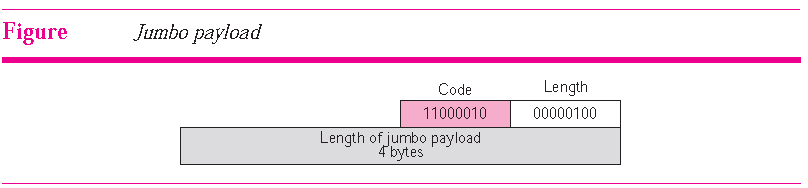 Figure Jumbo payload
Code Length
11000010 00000100
Length of jumbo payload
4 bytes